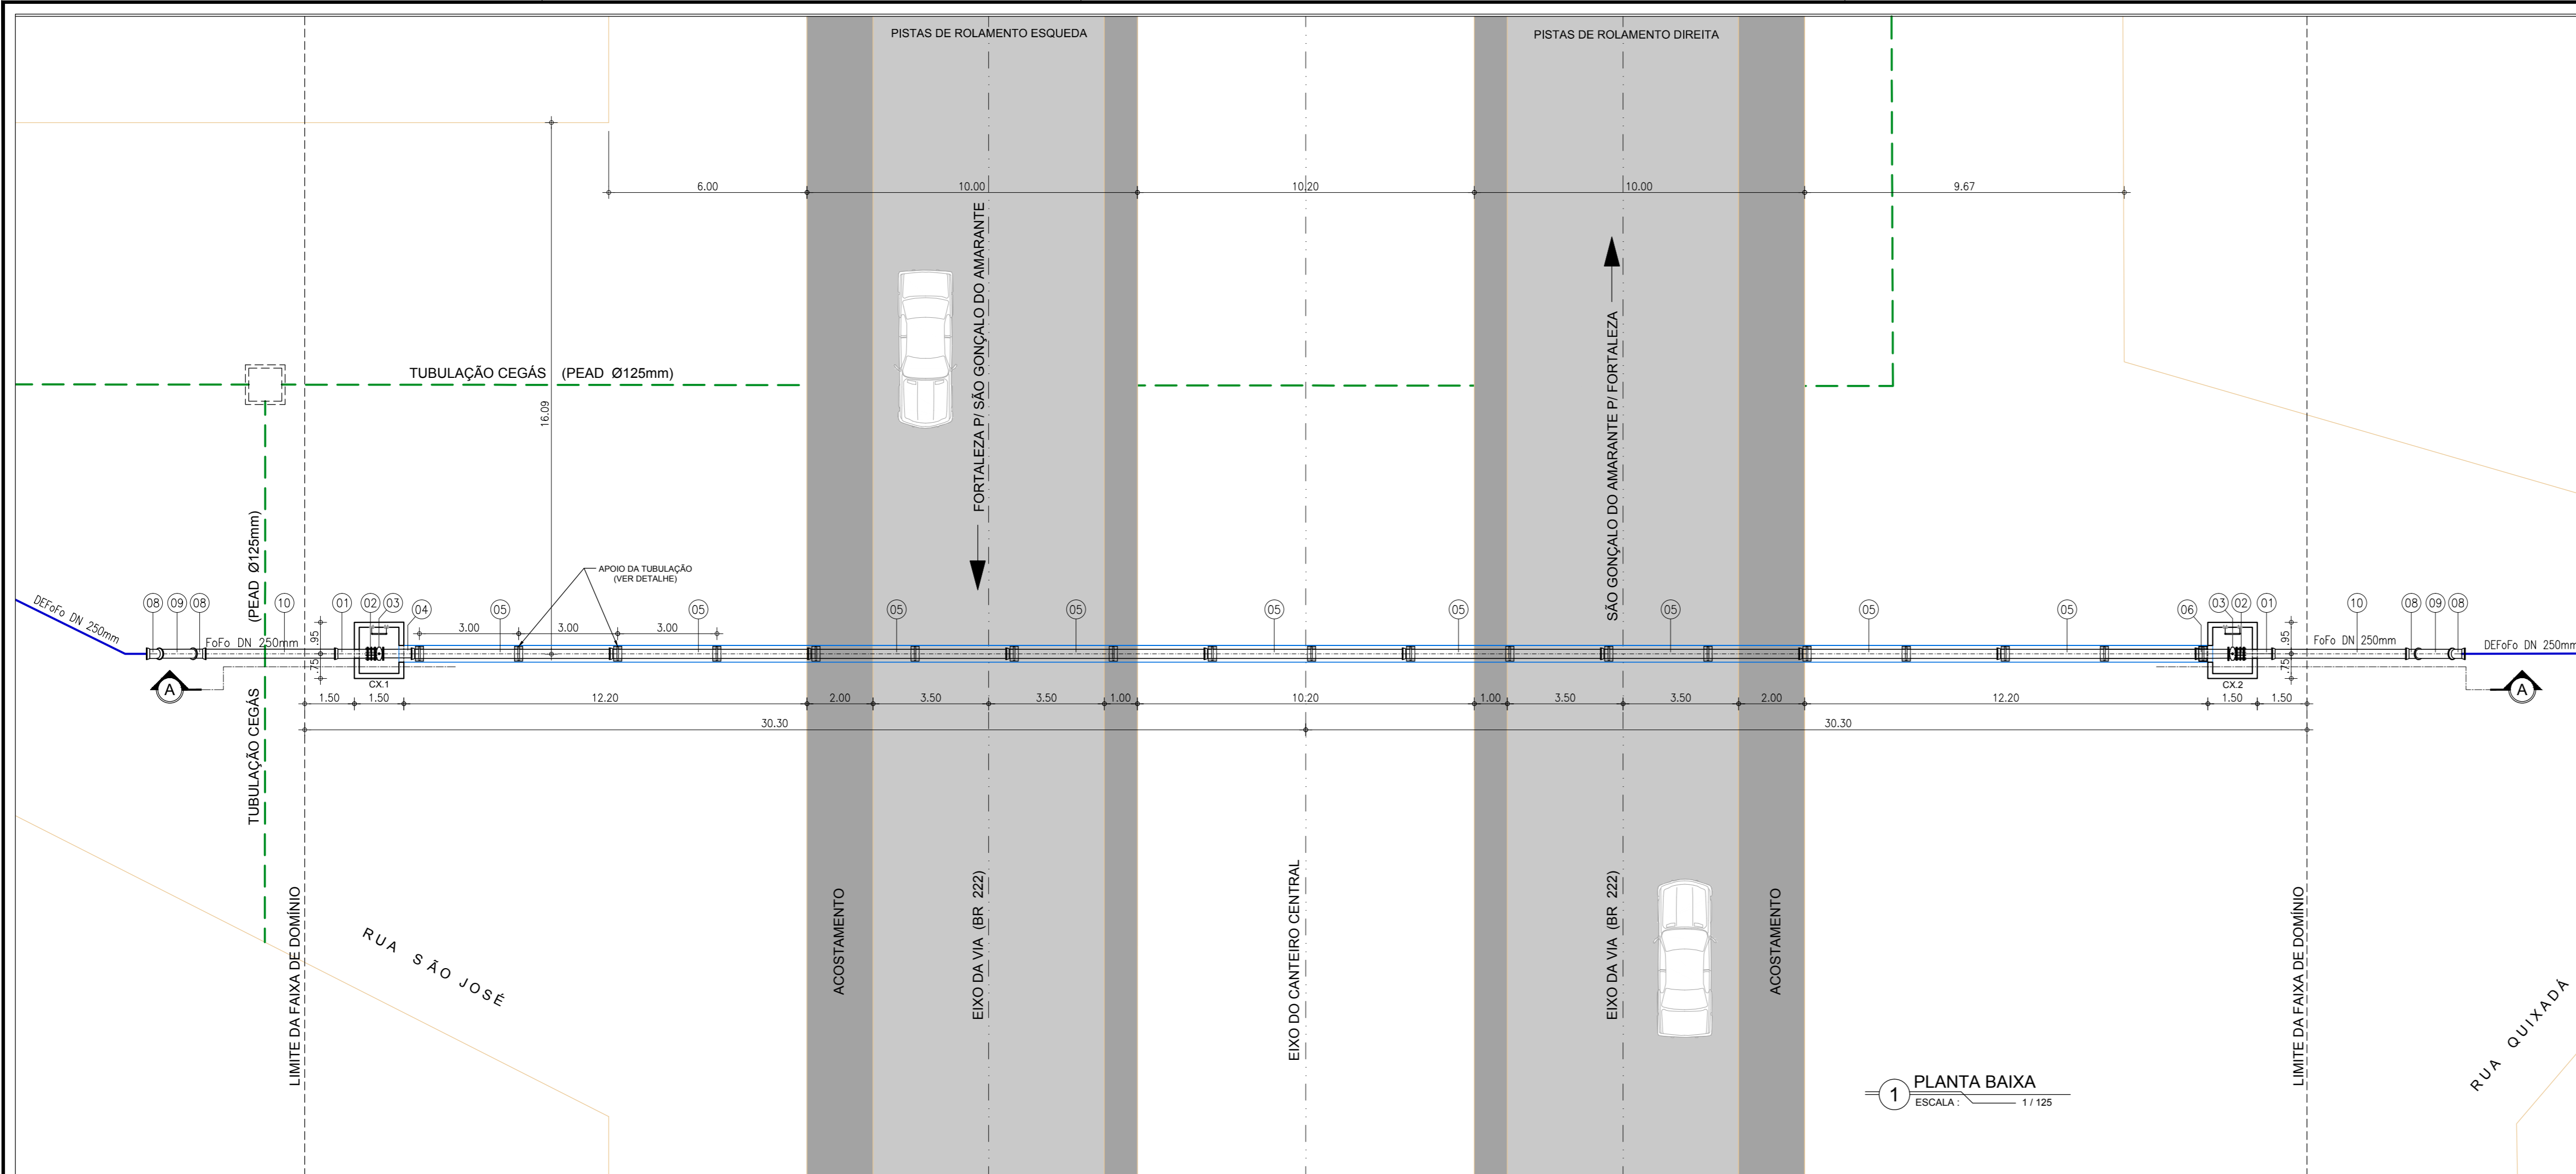 PISTAS DE ROLAMENTO ESQUEDA
PISTAS DE ROLAMENTO DIREITA
6.00
10.00
10.20
10.00
9.67
FORTALEZA P/ SÃO GONÇALO DO AMARANTE
SÃO GONÇALO DO AMARANTE P/ FORTALEZA
TUBULAÇÃO CEGÁS (PEAD Ø125mm)
16.09
TUBULAÇÃO CEGÁS (PEAD Ø125mm)
APOIO DA TUBULAÇÃO
(VER DETALHE)
DEFoFo DN 250mm
08
09
08
10
01
02
03
04
05
05
05
05
05
05
05
05
05
06
03
02
01
10
08
09
08
FoFo DN 250mm
.95
.75
3.00
3.00
3.00
.95
.75
FoFo DN 250mm
DEFoFo DN 250mm
A
CX.1
CX.2
A
1.50
1.50
12.20
2.00
3.50
3.50
1.00
10.20
1.00
3.50
3.50
2.00
12.20
1.50
1.50
30.30
30.30
LIMITE DA FAIXA DE DOMÍNIO
RUA SÃO JOSÉ
ACOSTAMENTO
EIXO DA VIA (BR 222)
EIXO DO CANTEIRO CENTRAL
EIXO DA VIA (BR 222)
ACOSTAMENTO
LIMITE DA FAIXA DE DOMÍNIO
RUA QUIXADÁ
1
PLANTA BAIXA
ESCALA : 1 / 125